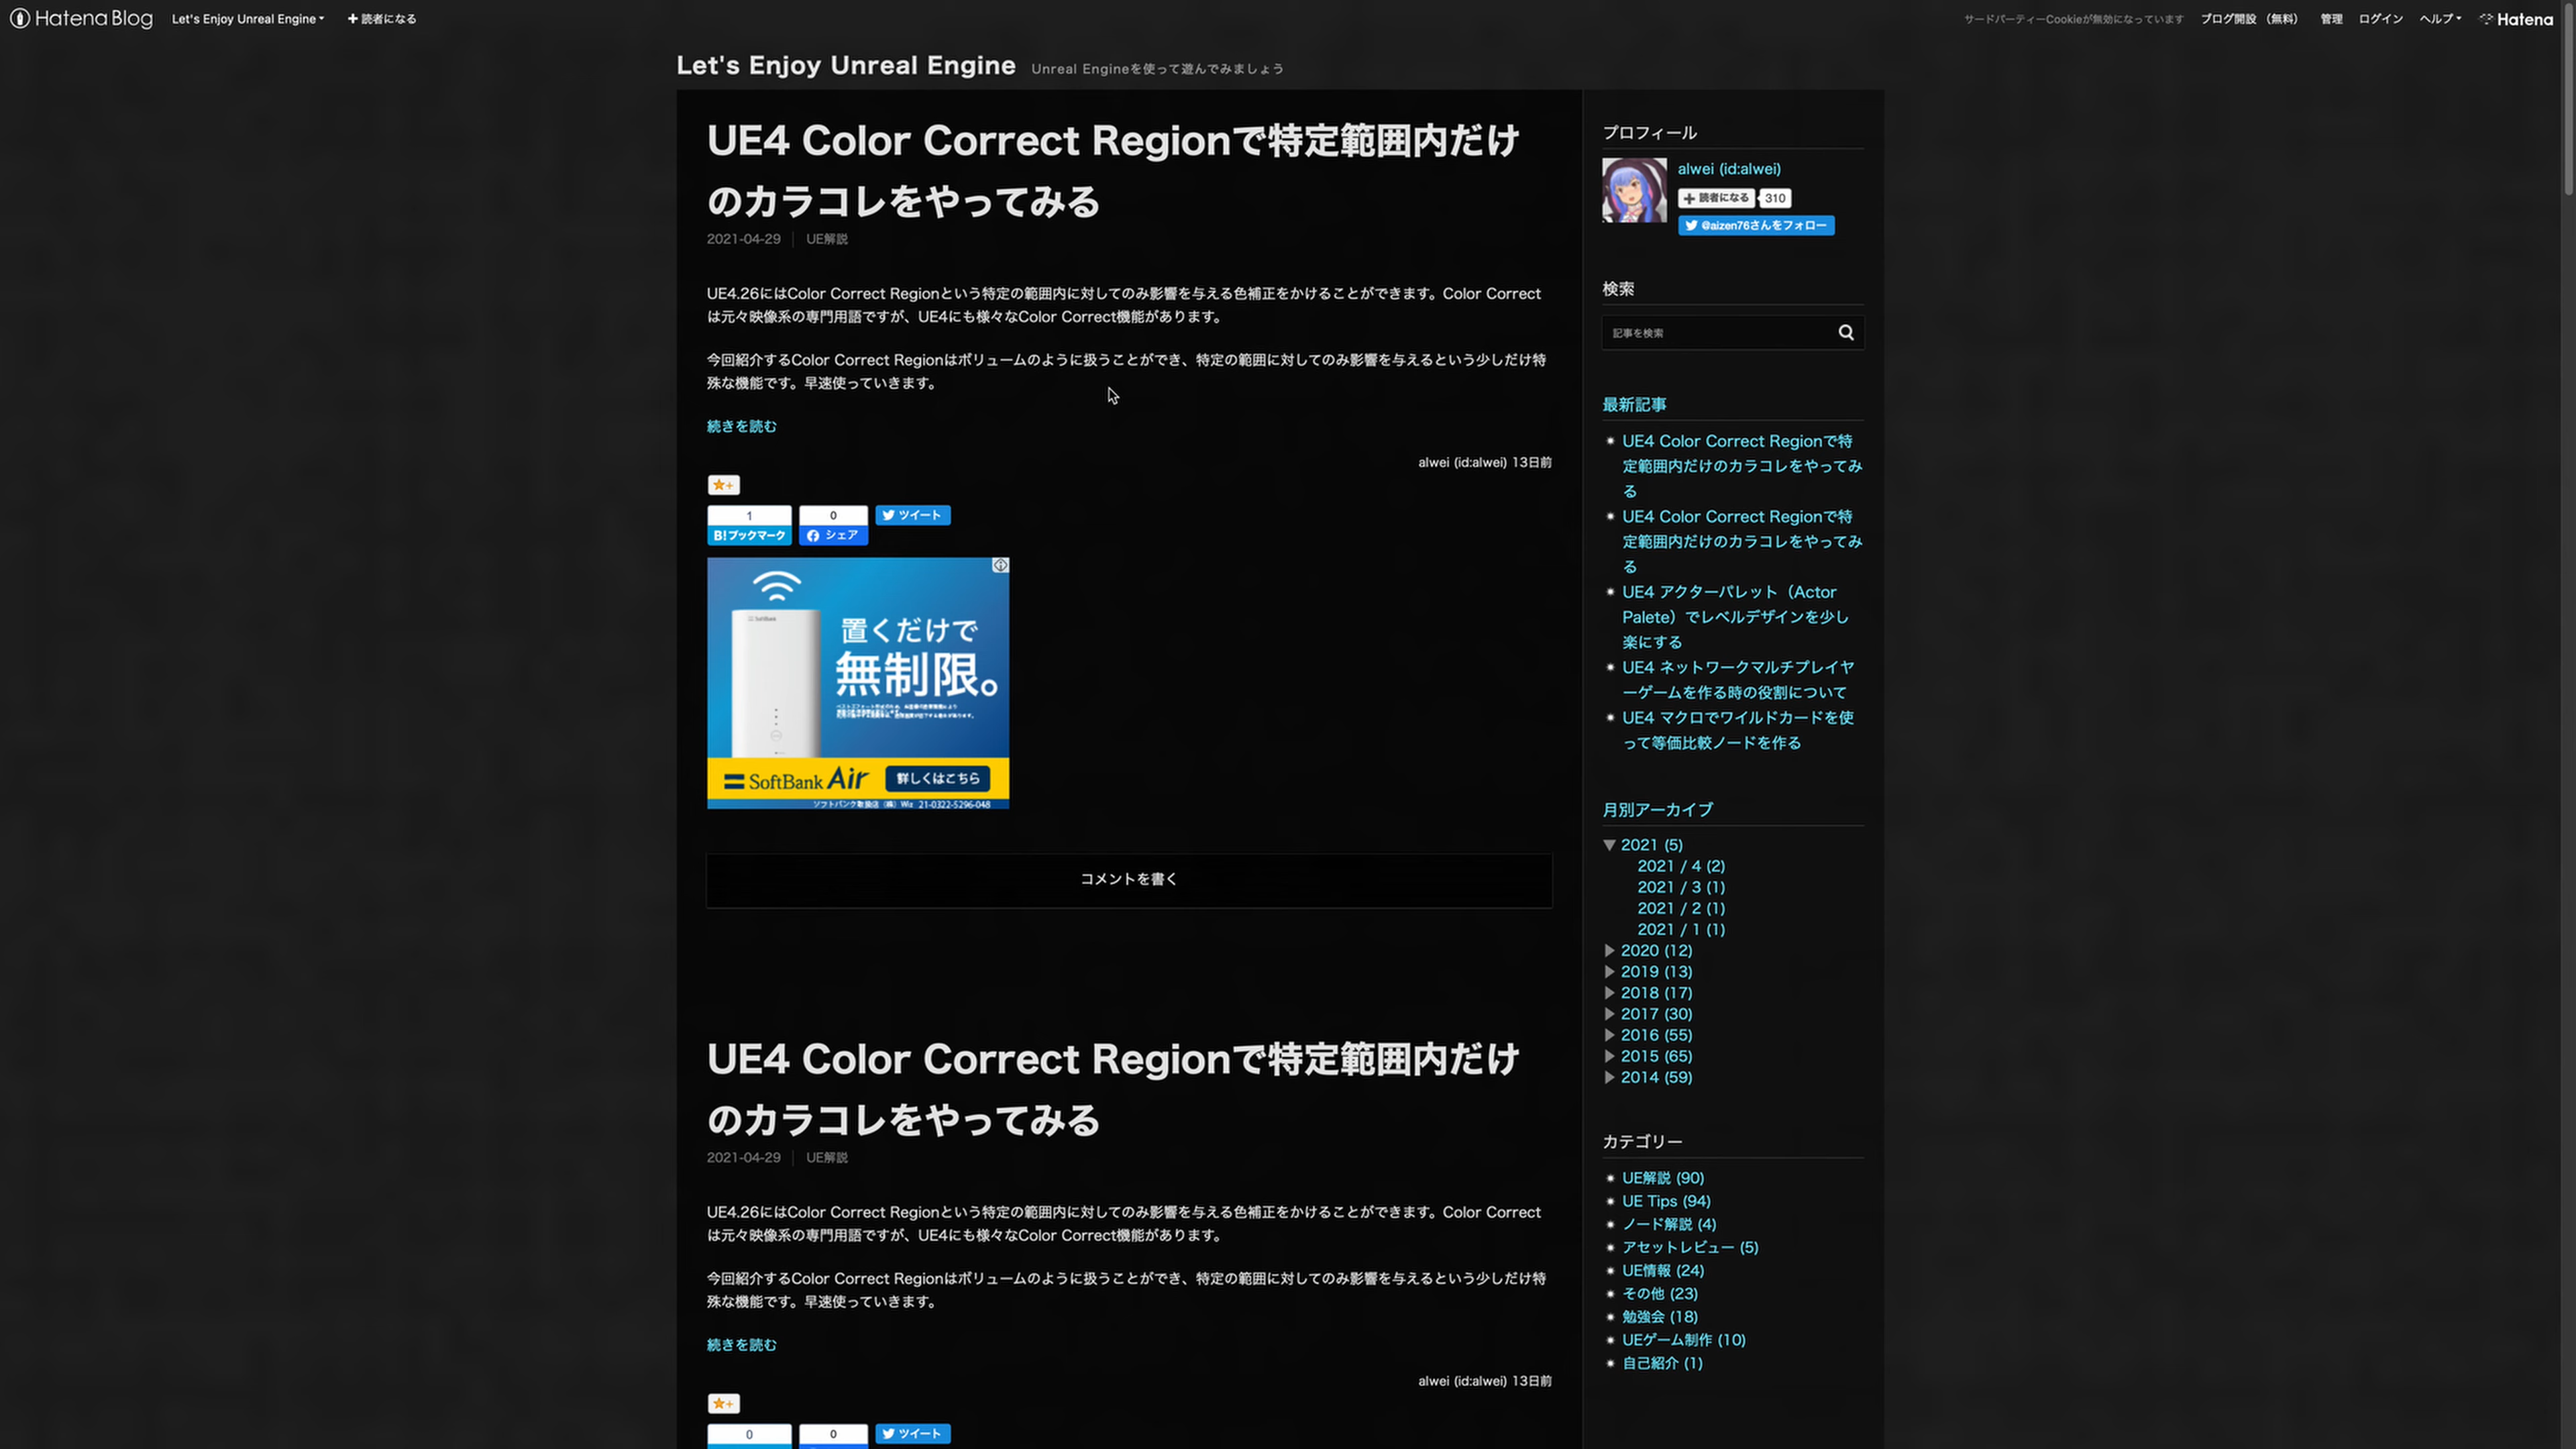 Hatena Blog Let's Enjoy Unreal Engine 読者になる
サードパーティーCookieが無効になっています ブログ開設 （無料） 管理 ログイン ヘルプ Hatena
Let's Enjoy Unreal Engine Unreal Engineを使って遊んでみましょう
UE4 Color Correct Regionで特定範囲内だけ
のカラコレをやってみる
2021-04-29 UE解説
UE4.26にはColor Correct Regionという特定の範囲内に対してのみ影響を与える色補正をかけることができます。Color Correct
は元々映像系の専門用語ですが、UE4にも様々なColor Correct機能があります。
今回紹介するColor Correct Regionはボリュームのように扱うことができ、特定の範囲に対してのみ影響を与えるという少しだけ特
殊な機能です。早速使っていきます。
続きを読む
alwei (id:alwei) 13日前
1 0 ツイート
B!ブックマーク シェア
SoftBank
置くだけで
無制限。
SoftBank Air 詳しくはこちら
ソフトバンク取扱店（株）Wiz 21-0322-5296-048
コメントを書く
UE4 Color Correct Regionで特定範囲内だけ
のカラコレをやってみる
2021-04-29 UE解説
UE4.26にはColor Correct Regionという特定の範囲内に対してのみ影響を与える色補正をかけることができます。Color Correct
は元々映像系の専門用語ですが、UE4にも様々なColor Correct機能があります。
今回紹介するColor Correct Regionはボリュームのように扱うことができ、特定の範囲に対してのみ影響を与えるという少しだけ特
殊な機能です。早速使っていきます。
続きを読む
alwei (id:alwei) 13日前
0 0 ツイート
プロフィール
alwei (id:alwei)
読者になる 310
@aizen76さんをフォロー
検索
記事を検索
最新記事
UE4 Color Correct Regionで特
定範囲内だけのカラコレをやってみ
る
UE4 Color Correct Regionで特
定範囲内だけのカラコレをやってみ
る
UE4 アクターパレット（Actor
Palete）でレベルデザインを少し
楽にする
UE4 ネットワークマルチプレイヤ
ーゲームを作る時の役割について
UE4 マクロでワイルドカードを使
って等価比較ノードを作る
月別アーカイブ
▼ 2021 (5)
2021 / 4 (2)
2021 / 3 (1)
2021 / 2 (1)
2021 / 1 (1)
▶ 2020 (12)
▶ 2019 (13)
▶ 2018 (17)
▶ 2017 (30)
▶ 2016 (55)
▶ 2015 (65)
▶ 2014 (59)
カテゴリー
UE解説 (90)
UE Tips (94)
ノード解説 (4)
アセットレビュー (5)
UE情報 (24)
その他 (23)
勉強会 (18)
UEゲーム制作 (10)
自己紹介 (1)